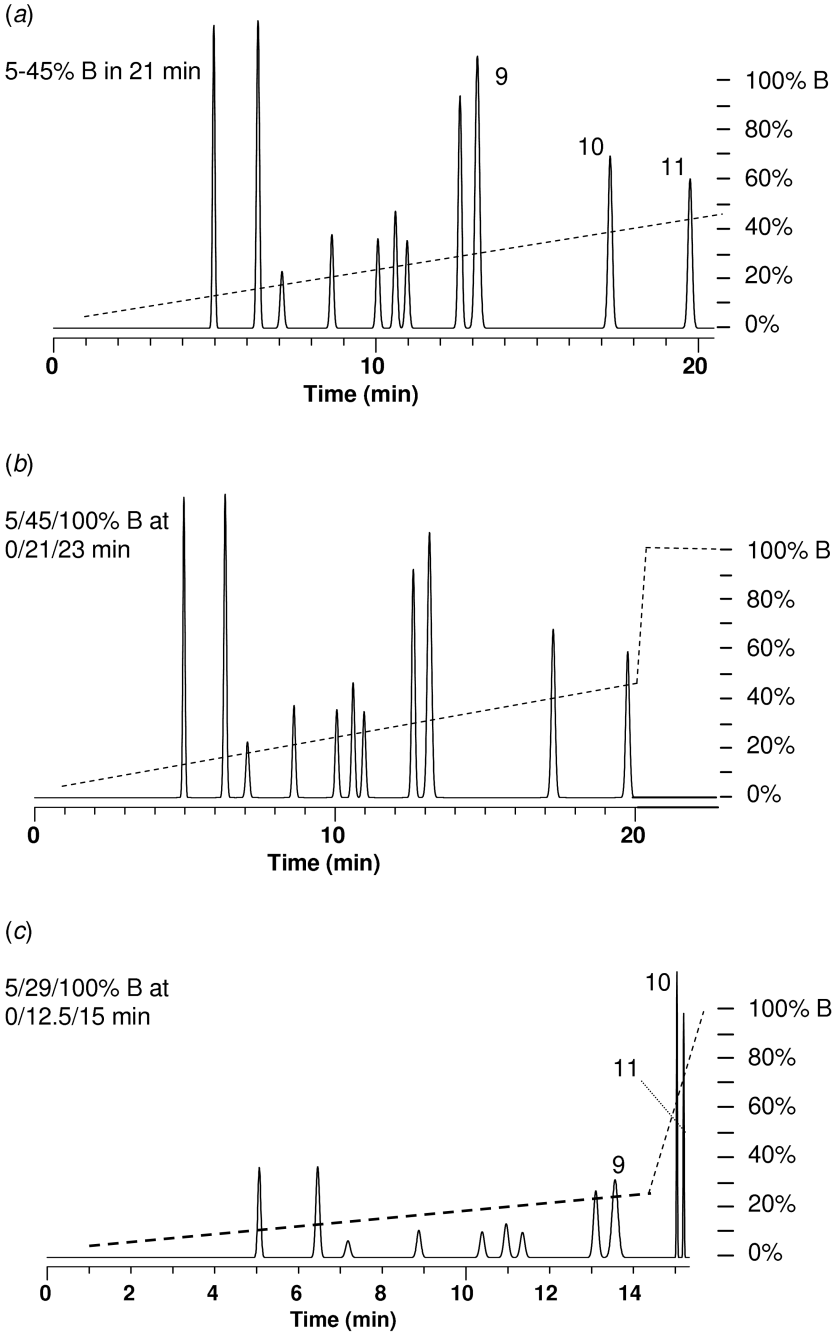 (a)
5-45% B in 21 min
9
10
11
100% B
80%
60%
40%
20%
0%
0
10
20
Time (min)
(b)
5/45/100% B at
0/21/23 min
100% B
80%
60%
40%
20%
0%
0
10
20
Time (min)
(c)
5/29/100% B at
0/12.5/15 min
10
11
9
100% B
80%
60%
40%
20%
0%
0
2
4
6
8
10
12
14
Time (min)